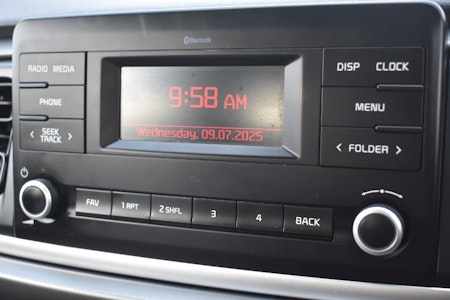 Bluetooth
RADIO MEDIA
PHONE
< SEEK TRACK >
9:58 AM
Wednesday, 09.07.2025
DISP CLOCK
MENU
< FOLDER >
FAV
1 RPT
2 SHFL
3
4
BACK